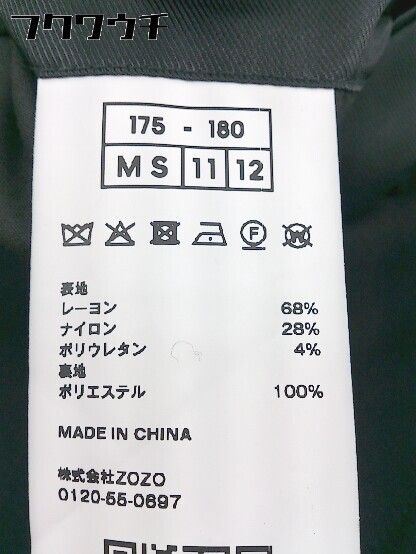 フクワウチ
175 - 180
MS 11 12
F W
表地
レーヨン 68%
ナイロン 28%
ポリウレタン 4%
裏地
ポリエステル 100%
MADE IN CHINA
株式会社ZOZO
0120-55-0697